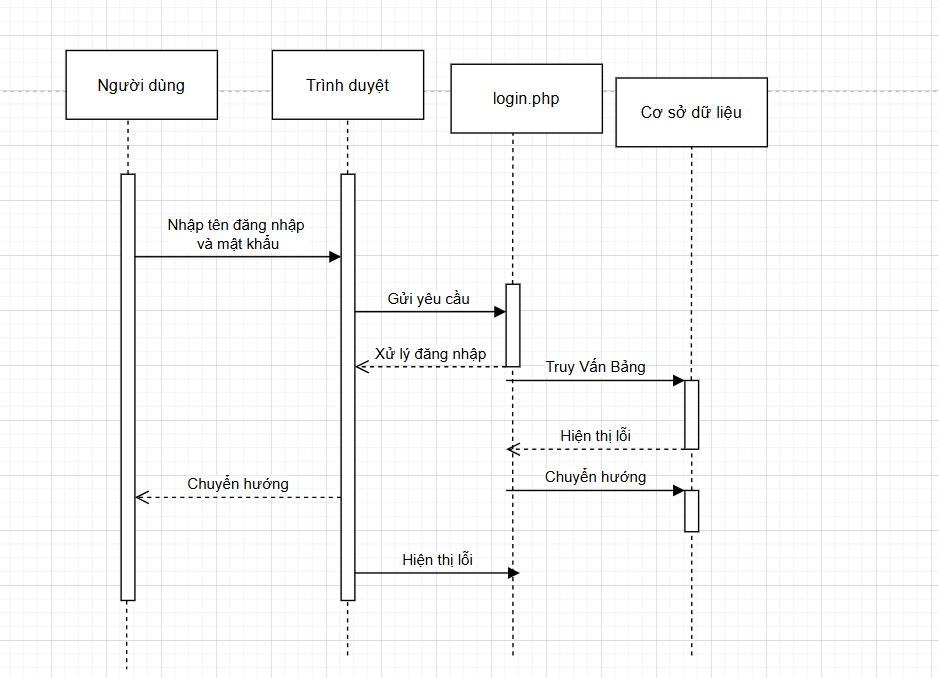 Người dùng
Trình duyệt
login.php
Cơ sở dữ liệu
Nhập tên đăng nhập
và mật khẩu
Gửi yêu cầu
Xử lý đăng nhập
Truy Vấn Bảng
Hiện thị lỗi
Chuyển hướng
Chuyển hướng
Hiện thị lỗi